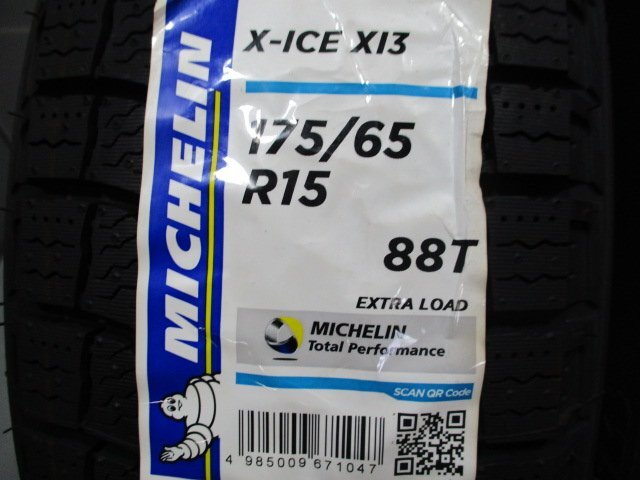 X-ICE XI3
175/65
R15
88T
EXTRA LOAD
MICHELIN
Total Performance
MICHELIN
SCAN QR Code
4 985009 671047